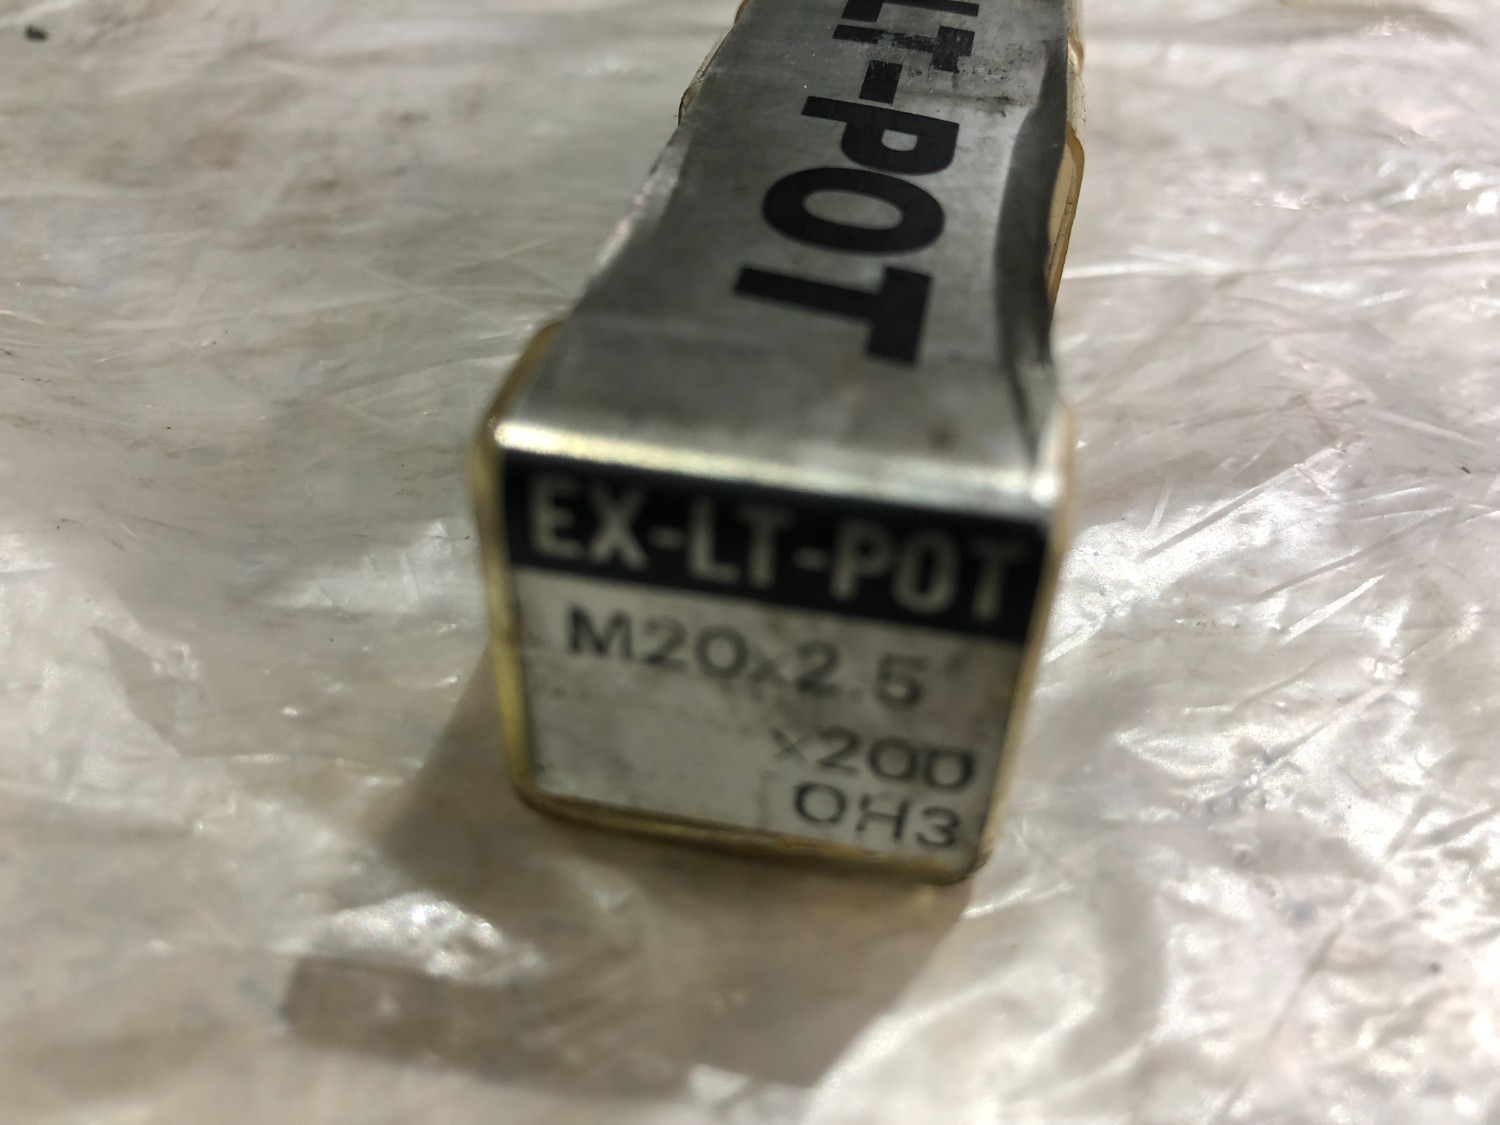 LT-POT
EX-LT-POT
M20x2.5
x200
OH3